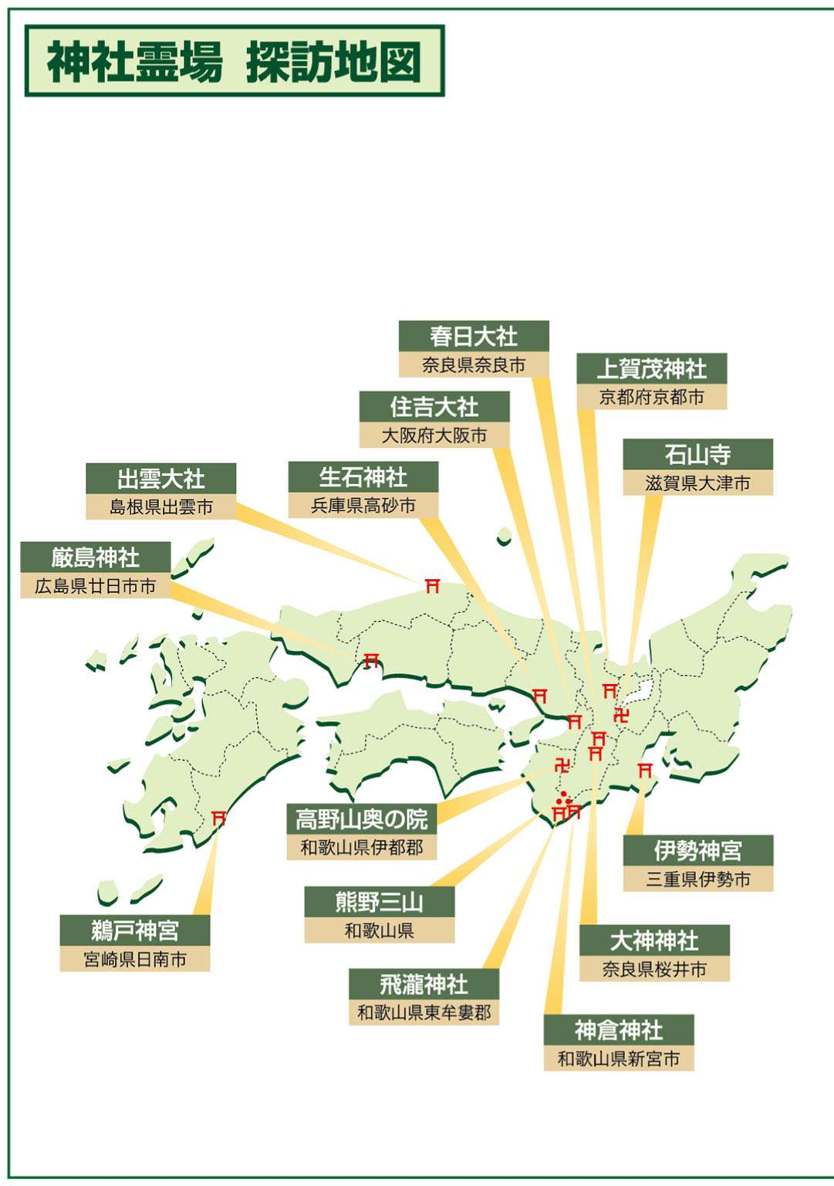 神社霊場 探訪地図
春日大社
奈良県奈良市
上賀茂神社
京都府京都市
住吉大社
大阪府大阪市
石山寺
滋賀県大津市
出雲大社
島根県出雲市
生石神社
兵庫県高砂市
厳島神社
広島県廿日市市
高野山奥の院
和歌山県伊都郡
伊勢神宮
三重県伊勢市
熊野三山
和歌山県
鵜戸神宮
宮崎県日南市
大神神社
奈良県桜井市
飛瀧神社
和歌山県東牟婁郡
神倉神社
和歌山県新宮市